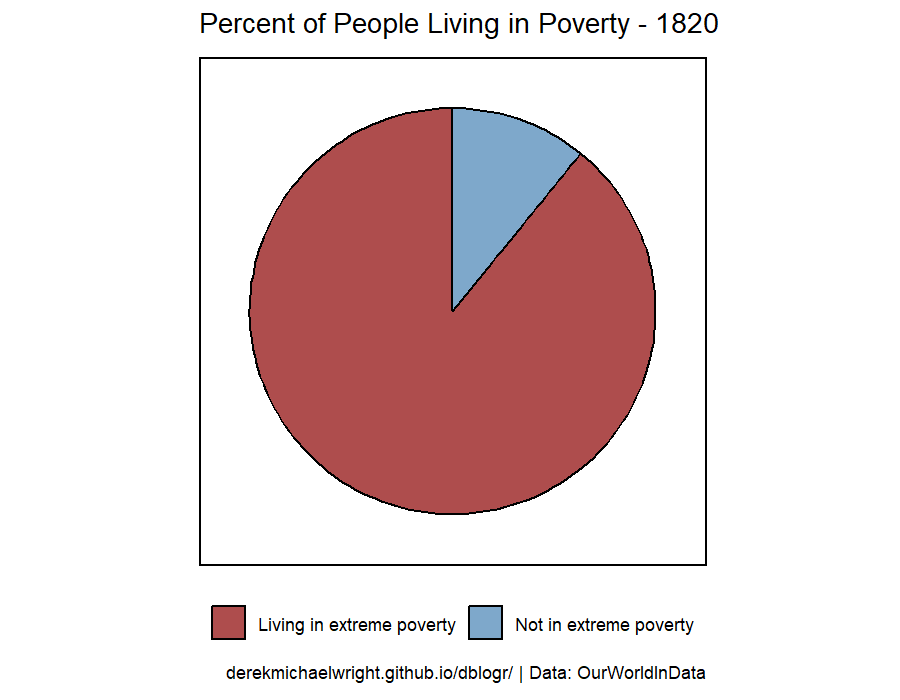 Percent of People Living in Poverty - 1820
Living in extreme poverty Not in extreme poverty
derekmichaelwright.github.io/dblogr/ | Data: OurWorldInData